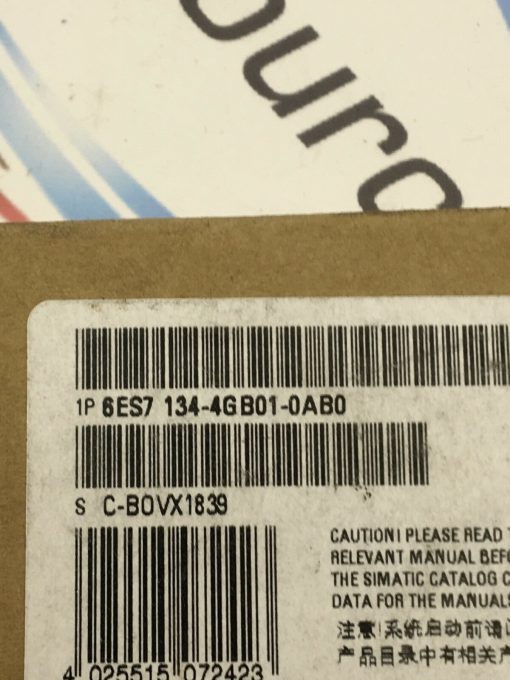 ouro
1P 6ES7 134-4GB01-0AB0
S C-B0VX1839
CAUTION! PLEASE READ
RELEVANT MANUAL BEF
THE SIMATIC CATALOG C
DATA FOR THE MANUALS
注意!系统启动前请
产品目录中有相关产
4 025515 072423